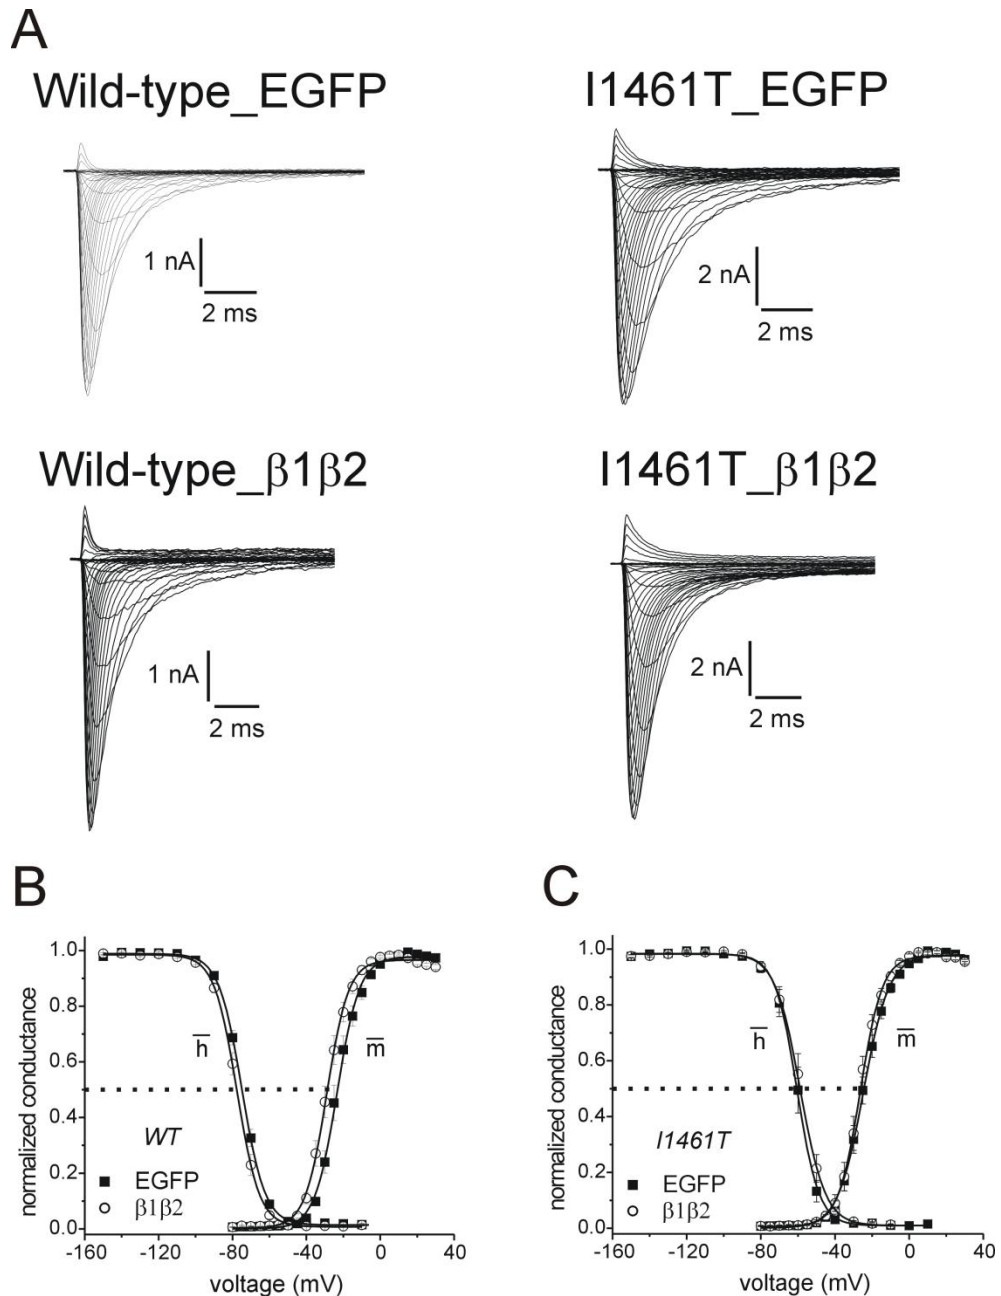 A
Wild-type_EGFP
I1461T_EGFP
1 nA
2 ms
2 nA
2 ms
Wild-type_β1β2
I1461T_β1β2
1 nA
2 ms
2 nA
2 ms
B
normalized conductance
1.0
0.8
0.6
0.4
0.2
0.0
h̅
m̅
WT
EGFP
β1β2
-160 -120 -80 -40 0 40
voltage (mV)
C
normalized conductance
1.0
0.8
0.6
0.4
0.2
0.0
h̅
m̅
I1461T
EGFP
β1β2
-160 -120 -80 -40 0 40
voltage (mV)